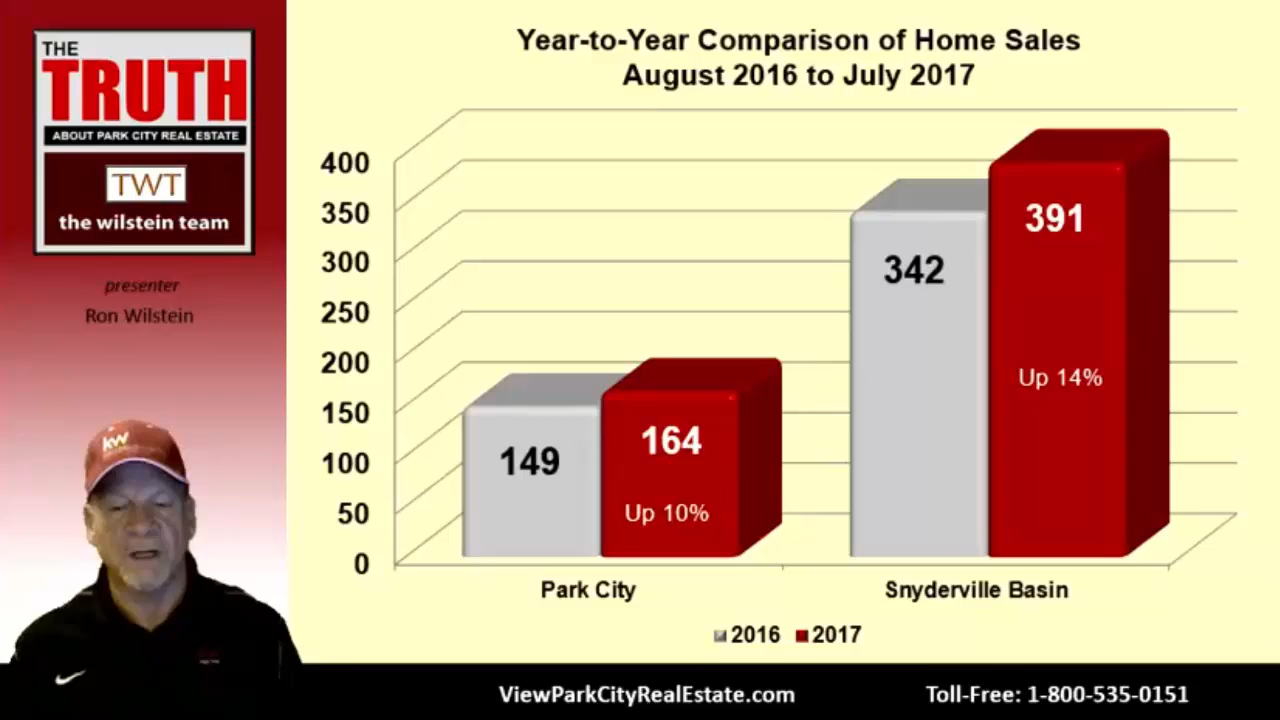 THE
TRUTH
ABOUT PARK CITY REAL ESTATE
TWT
the wilstein team
presenter
Ron Wilstein
kw
Year-to-Year Comparison of Home Sales
August 2016 to July 2017
400
350
300
250
200
150
100
50
0
149
164
Up 10%
342
391
Up 14%
Park City
Snyderville Basin
2016 2017
ViewParkCityRealEstate.com
Toll-Free: 1-800-535-0151